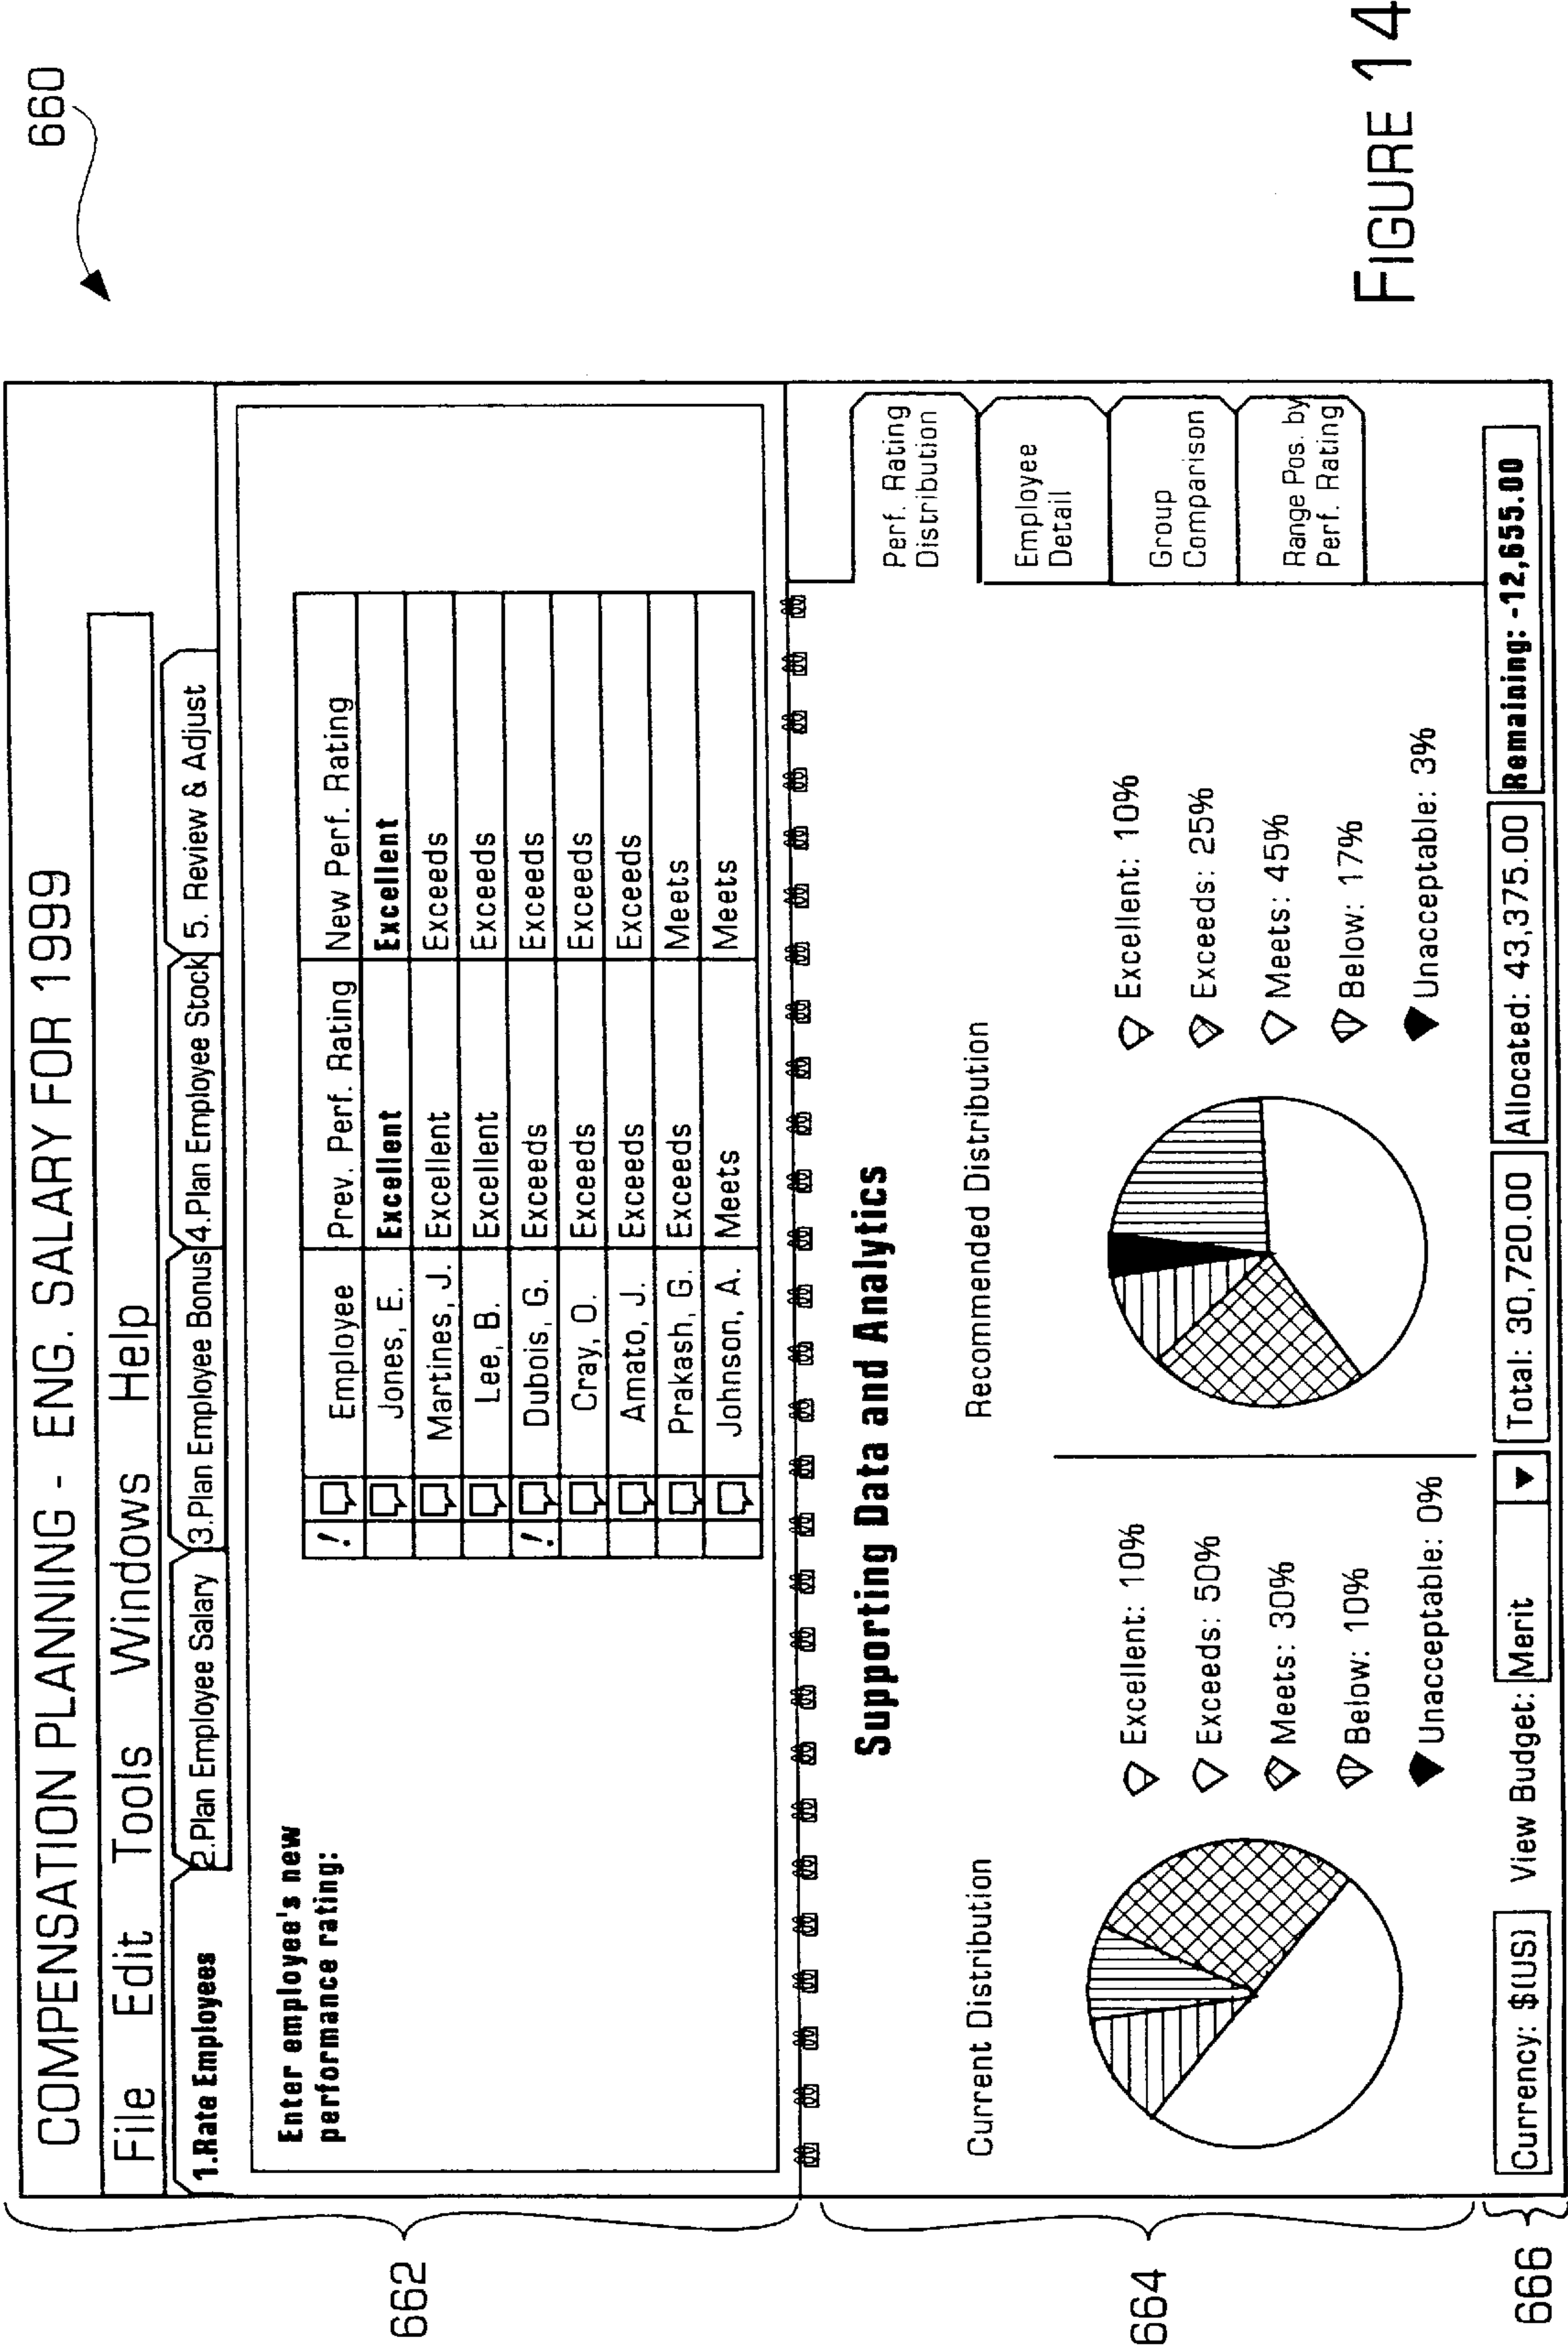 660
COMPENSATION PLANNING - ENG. SALARY FOR 1999
File Edit Tools Windows Help
1.Rate Employees 2.Plan Employee Salary 3.Plan Employee Bonus 4.Plan Employee Stock 5. Review & Adjust
Enter employee's new
performance rating:
! Employee Prev. Perf. Rating New Perf. Rating
Jones, E. Excellent Excellent
Martines, J. Excellent Exceeds
Lee, B. Excellent Exceeds
! Dubois, G. Exceeds Exceeds
Cray, O. Exceeds Exceeds
Amato, J. Exceeds Exceeds
Prakash, G. Exceeds Meets
Johnson, A. Meets Meets
662
Supporting Data and Analytics
Current Distribution
Excellent: 10%
Exceeds: 50%
Meets: 30%
Below: 10%
Unacceptable: 0%
Recommended Distribution
Excellent: 10%
Exceeds: 25%
Meets: 45%
Below: 17%
Unacceptable: 3%
Perf. Rating
Distribution
Employee
Detail
Group
Comparison
Range Pos. by
Perf. Rating
664
Currency: $(US) View Budget: Merit Total: 30,720.00 Allocated: 43,375.00 Remaining: -12,655.00
666
FIGURE 14